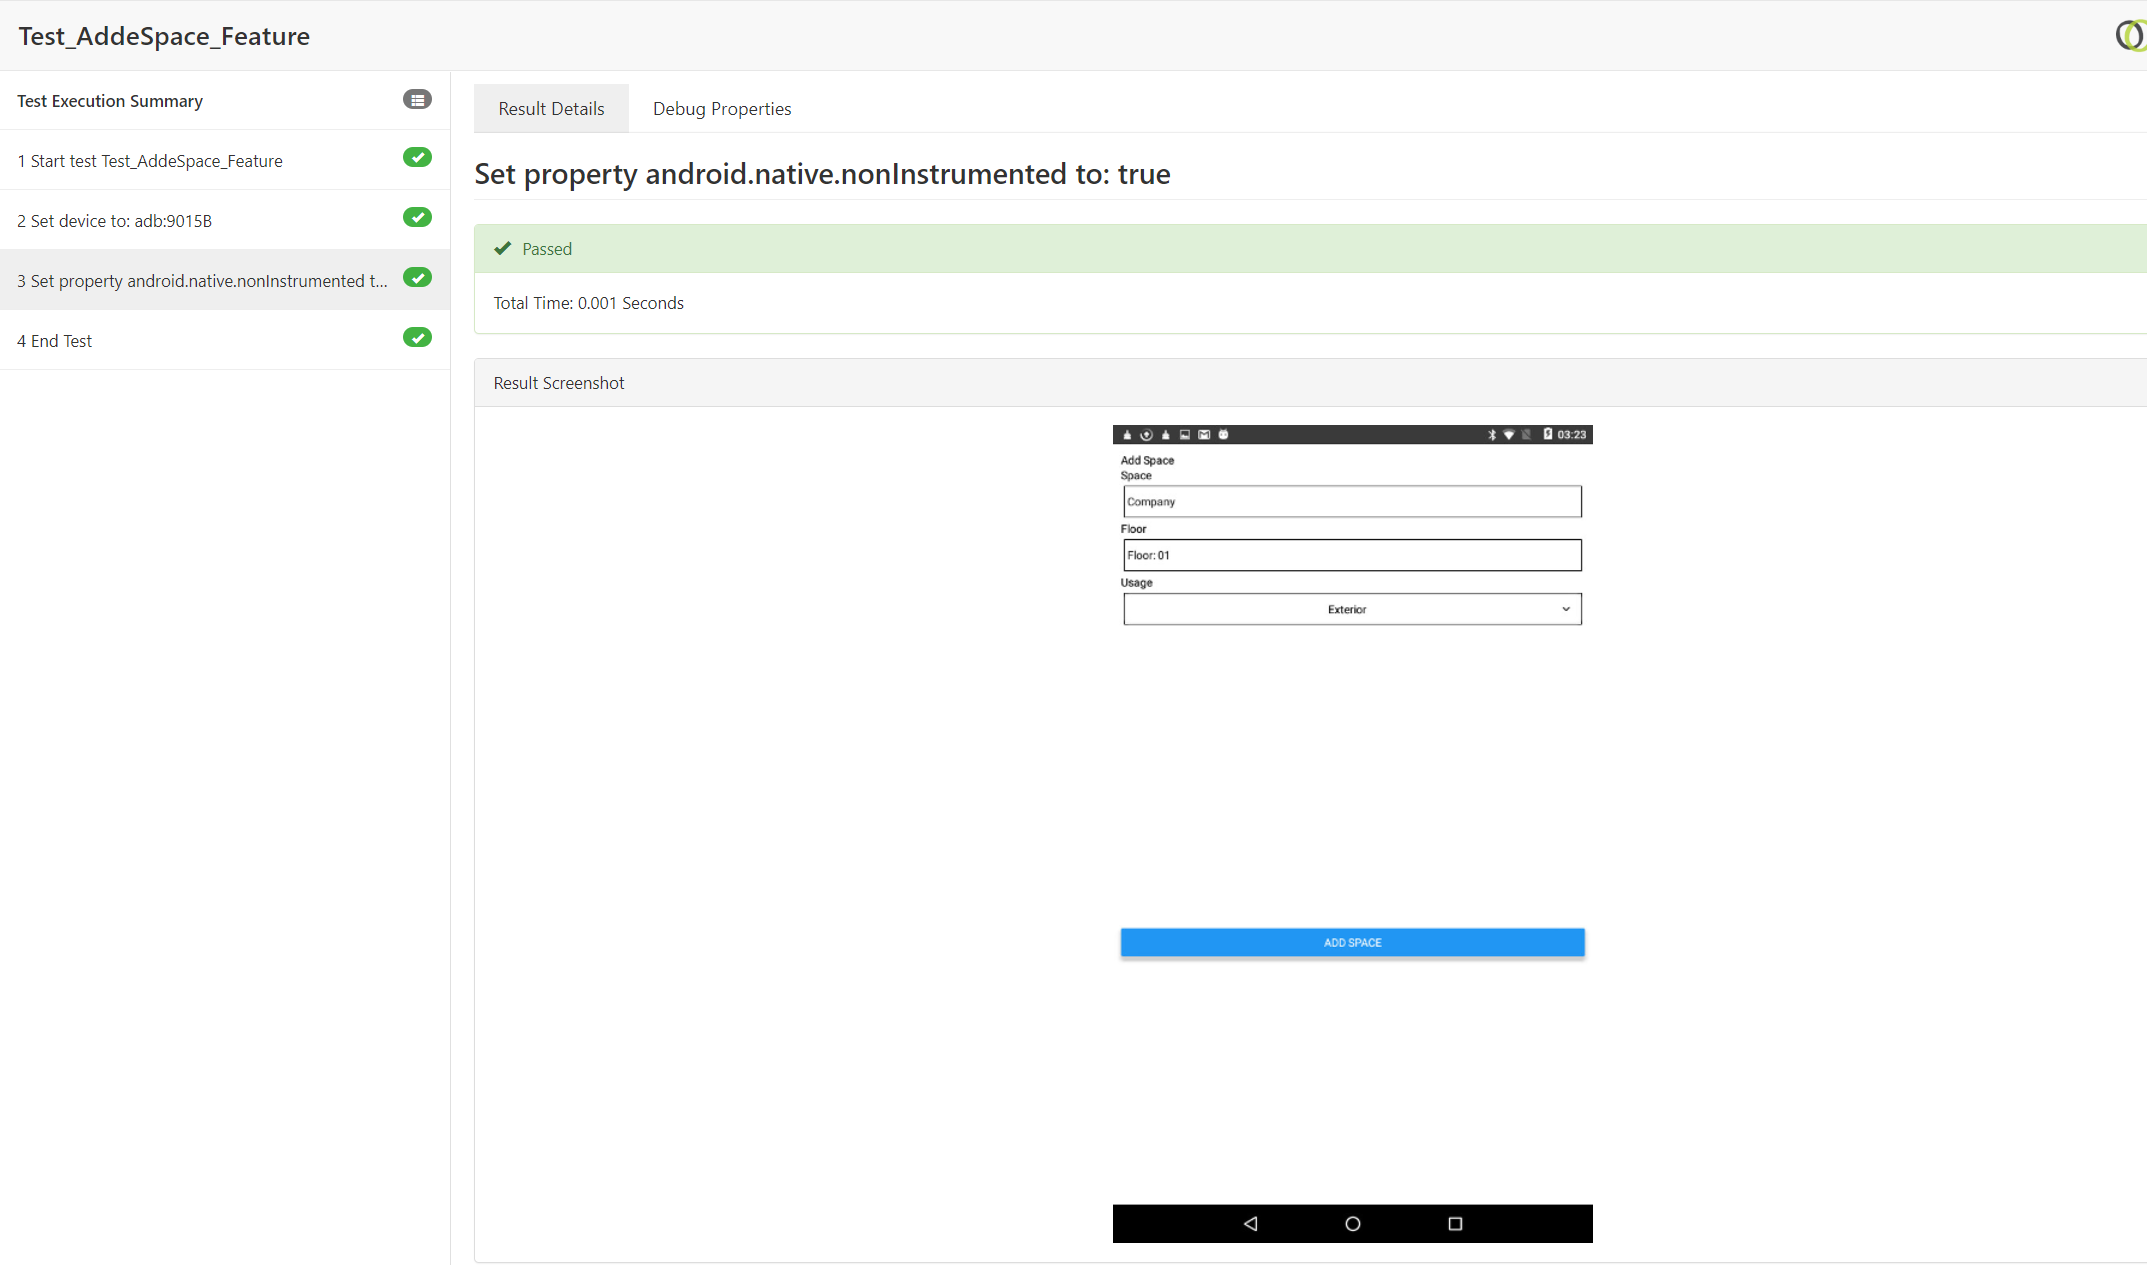 Test_AddeSpace_Feature
Test Execution Summary
1 Start test Test_AddeSpace_Feature
2 Set device to: adb:9015B
3 Set property android.native.nonInstrumented t...
4 End Test
Result Details
Debug Properties
Set property android.native.nonInstrumented to: true
Passed
Total Time: 0.001 Seconds
Result Screenshot
03:23
Add Space
Space
Company
Floor
Floor: 01
Usage
Exterior
ADD SPACE